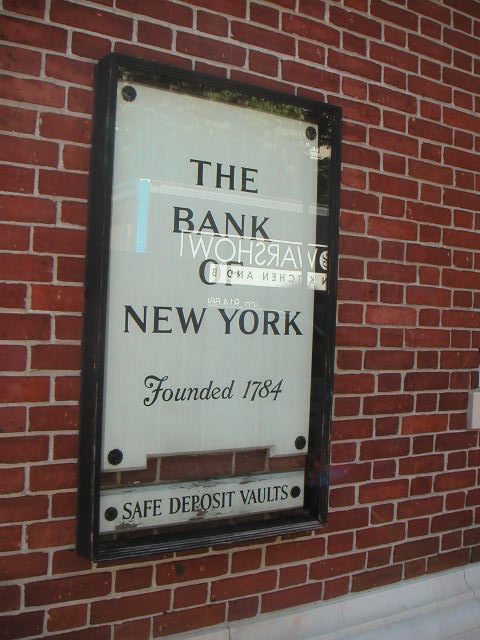 THE
BANK
OF
NEW YORK
Founded 1784
SAFE DEPOSIT VAULTS